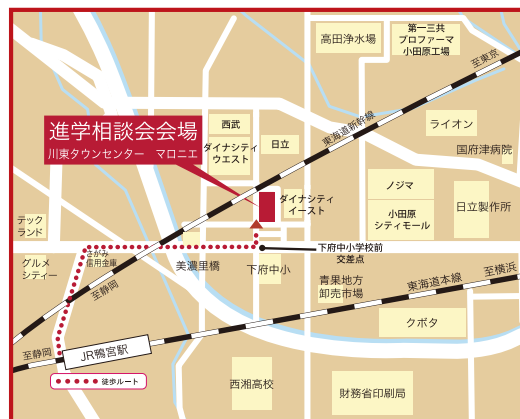 高田浄水場
第一三共
プロファーマ
小田原工場
至東京
東海道新幹線
ライオン
国府津病院
進学相談会会場
川東タウンセンター　マロニエ
西武
ダイナシティ
ウエスト
日立
ダイナシティ
イースト
ノジマ
小田原
シティモール
日立製作所
テック
ランド
グルメ
シティー
さがみ
信用金庫
美濃里橋
下府中小
下府中小学校前
交差点
青果地方
卸売市場
東海道本線
至横浜
至静岡
クボタ
至静岡
JR鴨宮駅
徒歩ルート
西湘高校
財務省印刷局